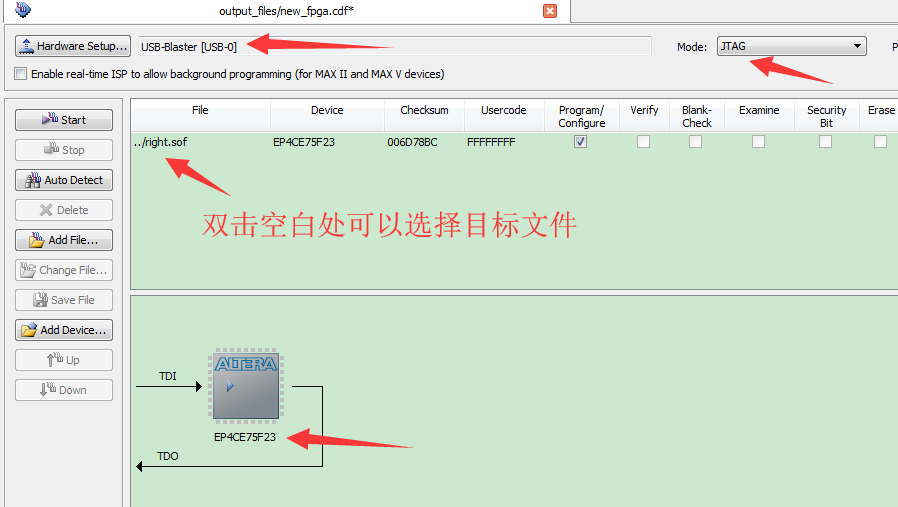 output_files/new_fpga.cdf*
Hardware Setup...
USB-Blaster [USB-0]
Mode:
JTAG
P
Enable real-time ISP to allow background programming (for MAX II and MAX V devices)
Start
Stop
Auto Detect
Delete
Add File...
Change File...
Save File
Add Device...
Up
Down
File
Device
Checksum
Usercode
Program/
Configure
Verify
Blank-
Check
Examine
Security
Bit
Erase
../right.sof
EP4CE75F23
006D78BC
FFFFFFFF
双击空白处可以选择目标文件
TDI
ALTERA
EP4CE75F23
TDO